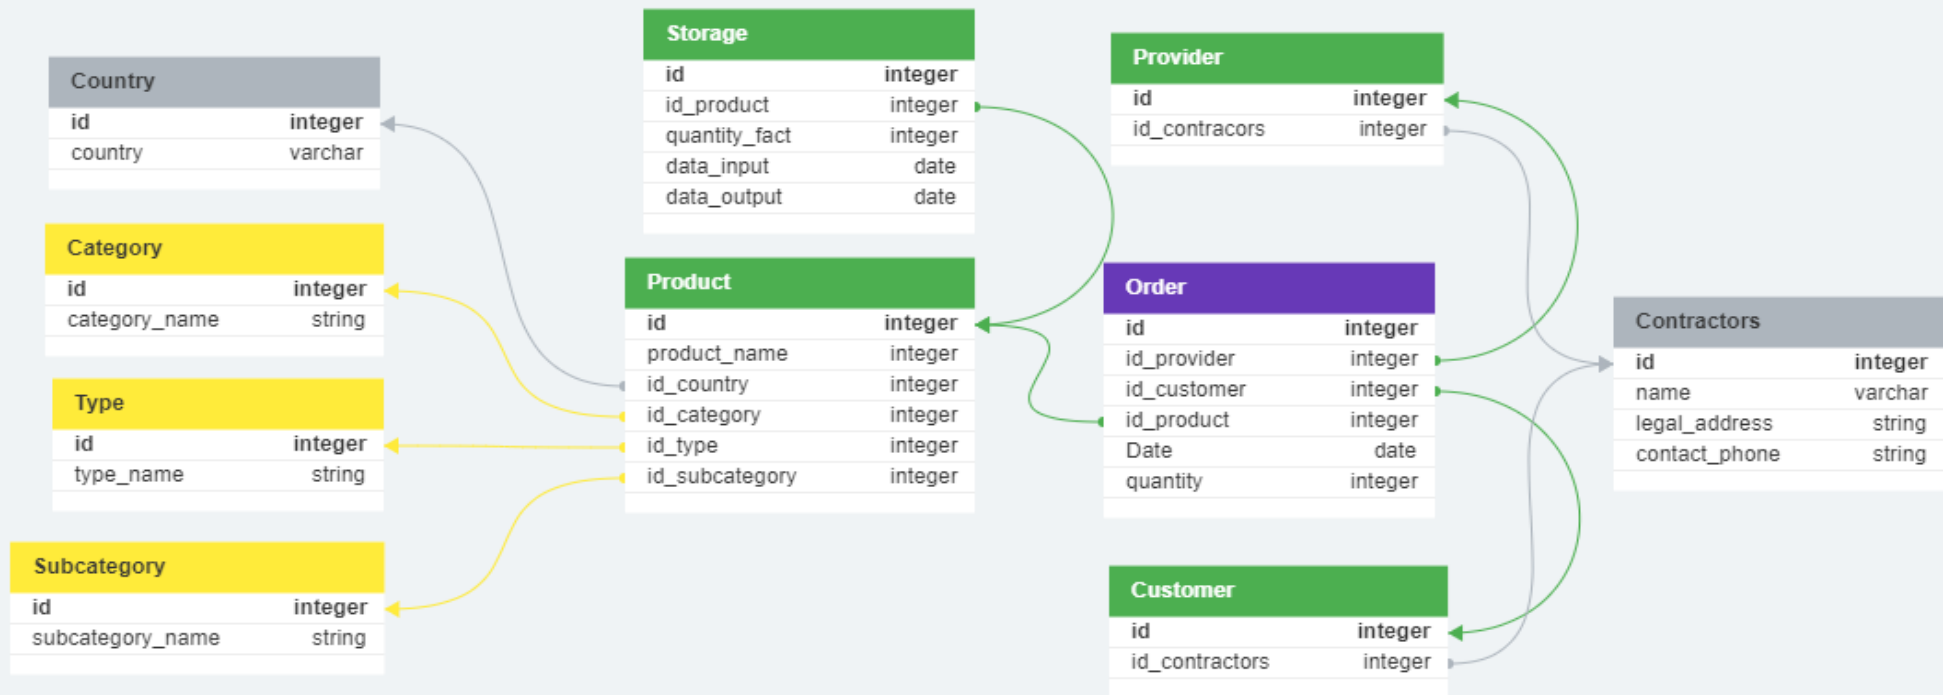 Country
id integer
country varchar
Category
id integer
category_name string
Type
id integer
type_name string
Subcategory
id integer
subcategory_name string
Storage
id integer
id_product integer
quantity_fact integer
data_input date
data_output date
Product
id integer
product_name integer
id_country integer
id_category integer
id_type integer
id_subcategory integer
Provider
id integer
id_contracors integer
Order
id integer
id_provider integer
id_customer integer
id_product integer
Date date
quantity integer
Customer
id integer
id_contractors integer
Contractors
id integer
name varchar
legal_address string
contact_phone string